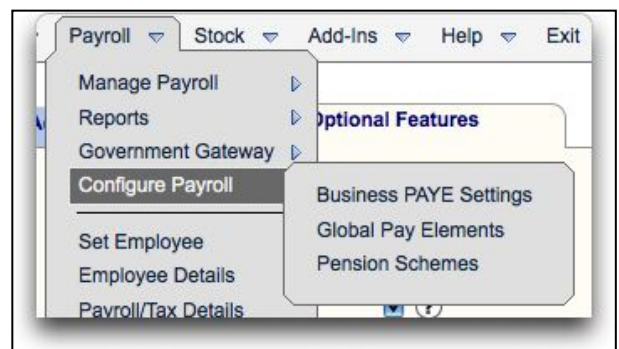 Payroll Stock Add-Ins Help Exit
Manage Payroll
Reports
Optional Features
Government Gateway
Configure Payroll
Business PAYE Settings
Global Pay Elements
Pension Schemes
Set Employee
Employee Details
Payroll/Tax Details
(?)